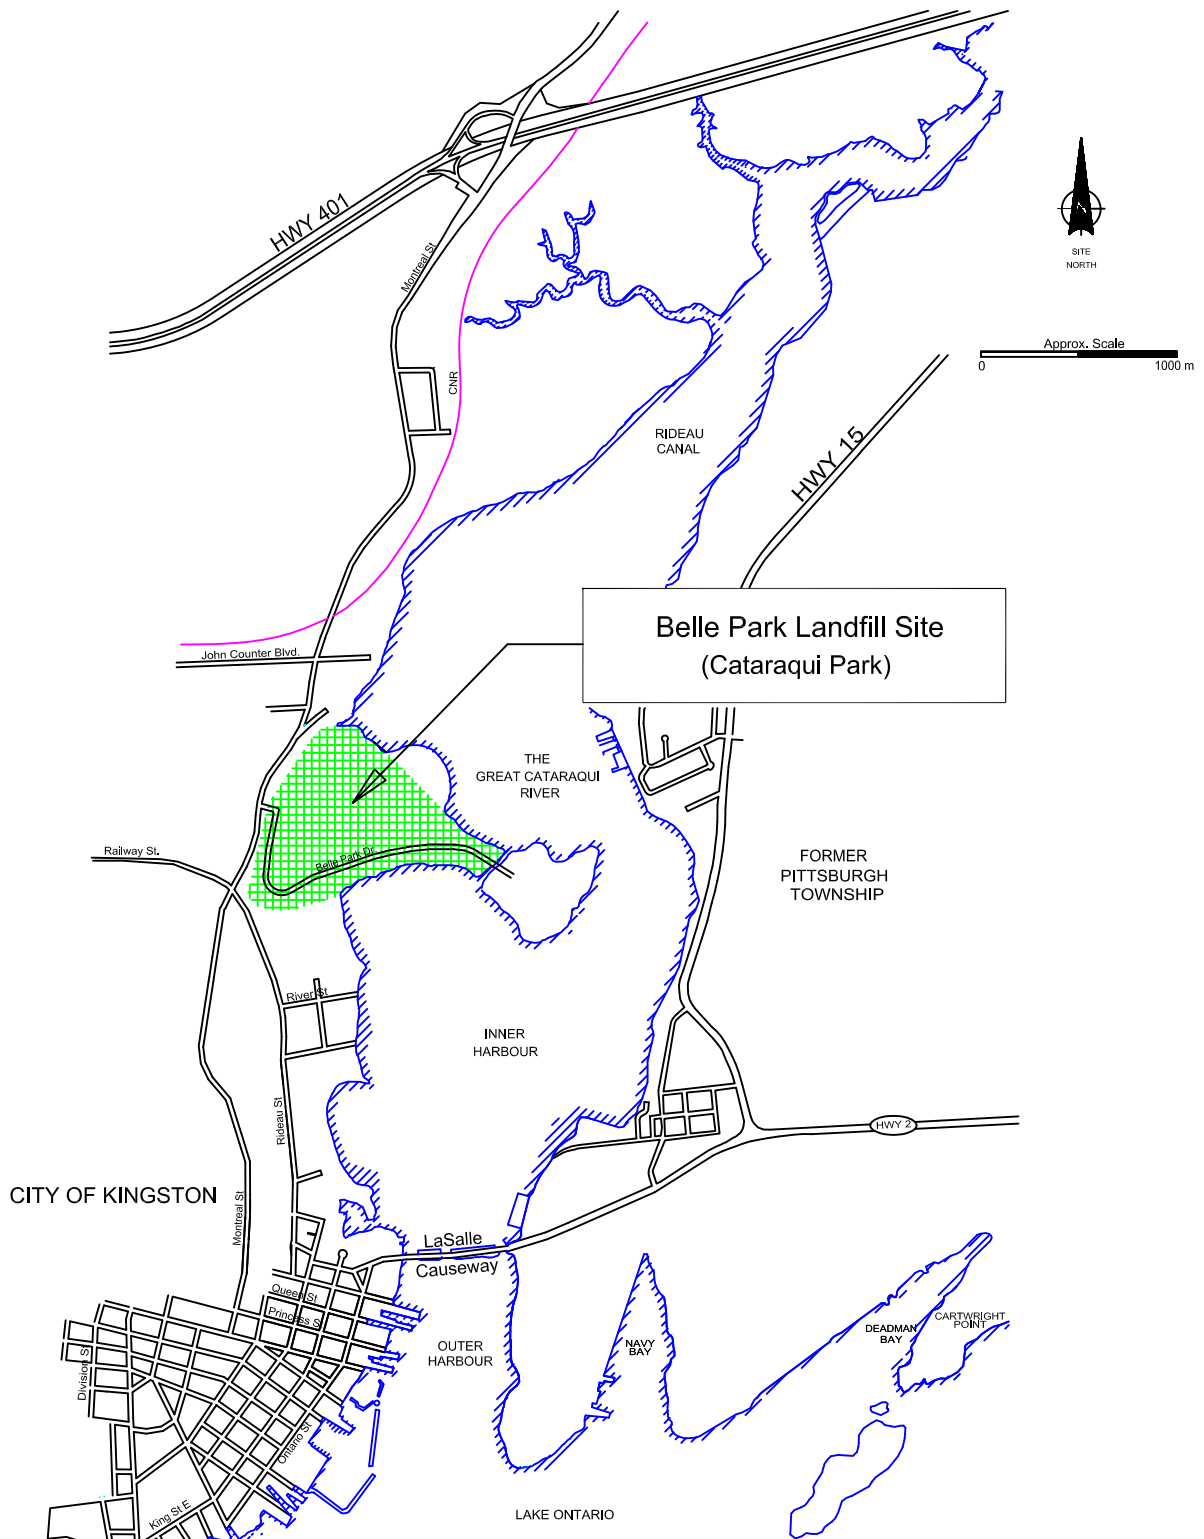 HWY 401
Montreal St
SITE
NORTH
Approx. Scale
0
1000 m
CNR
RIDEAU
CANAL
HWY 15
Belle Park Landfill Site
(Cataraqui Park)
John Counter Blvd.
THE
GREAT CATARAQUI
RIVER
Railway St.
Belle Park Dr.
FORMER
PITTSBURGH
TOWNSHIP
River St
INNER
HARBOUR
Rideau St
HWY 2
CITY OF KINGSTON
Montreal St
LaSalle
Causeway
Queen St
Princess S
Division St
Ontario St
King St E
OUTER
HARBOUR
NAVY
BAY
DEADMAN
BAY
CARTWRIGHT
POINT
LAKE ONTARIO